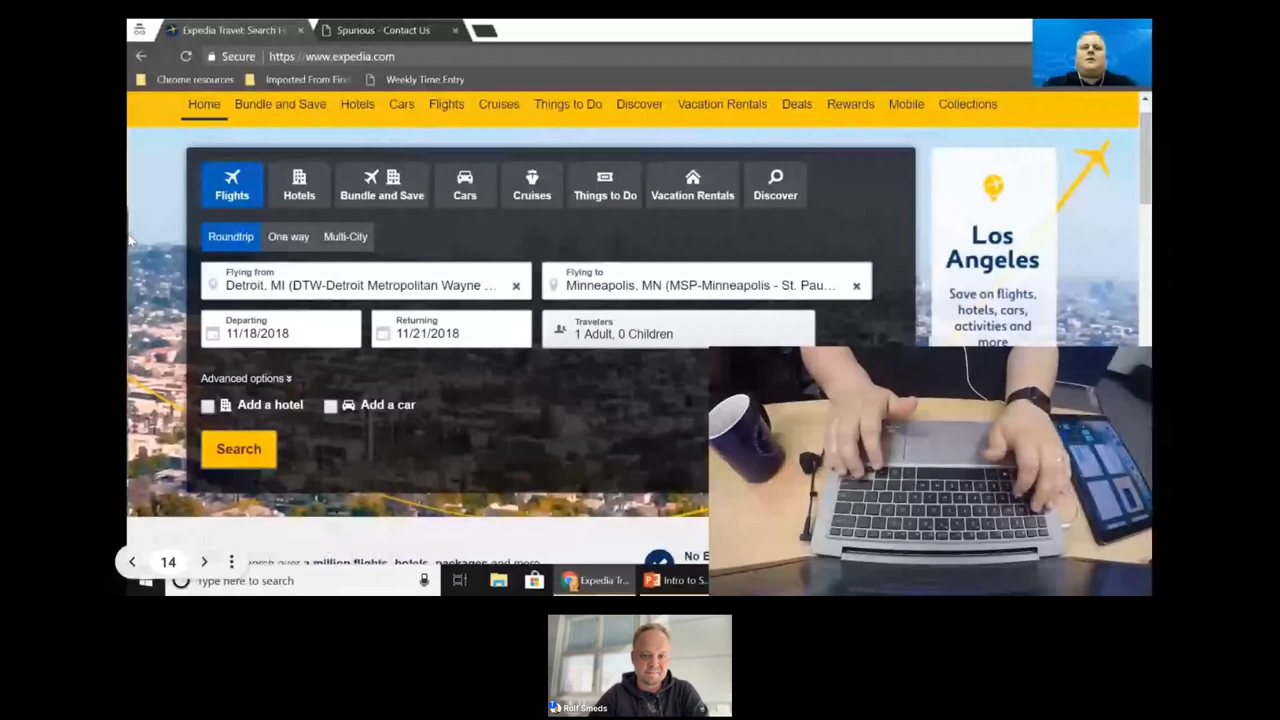 Expedia Travel: Search H
Spurious - Contact Us
Secure https://www.expedia.com
Chrome resources Imported From Fire Weekly Time Entry
Home Bundle and Save Hotels Cars Flights Cruises Things to Do Discover Vacation Rentals Deals Rewards Mobile Collections
Flights Hotels Bundle and Save Cars Cruises Things to Do Vacation Rentals Discover
Roundtrip One way Multi-City
Flying from
Detroit, MI (DTW-Detroit Metropolitan Wayne ...
Flying to
Minneapolis, MN (MSP-Minneapolis - St. Pau...
Departing
11/18/2018
Returning
11/21/2018
Travelers
1 Adult, 0 Children
Advanced options
Add a hotel Add a car
Search
Los
Angeles
Save on flights,
hotels, cars,
activities and
more
over a million flights, hotels, packages and more
No E
14
Type here to search
Expedia Tr...
Intro to S...
Rolf Smeds